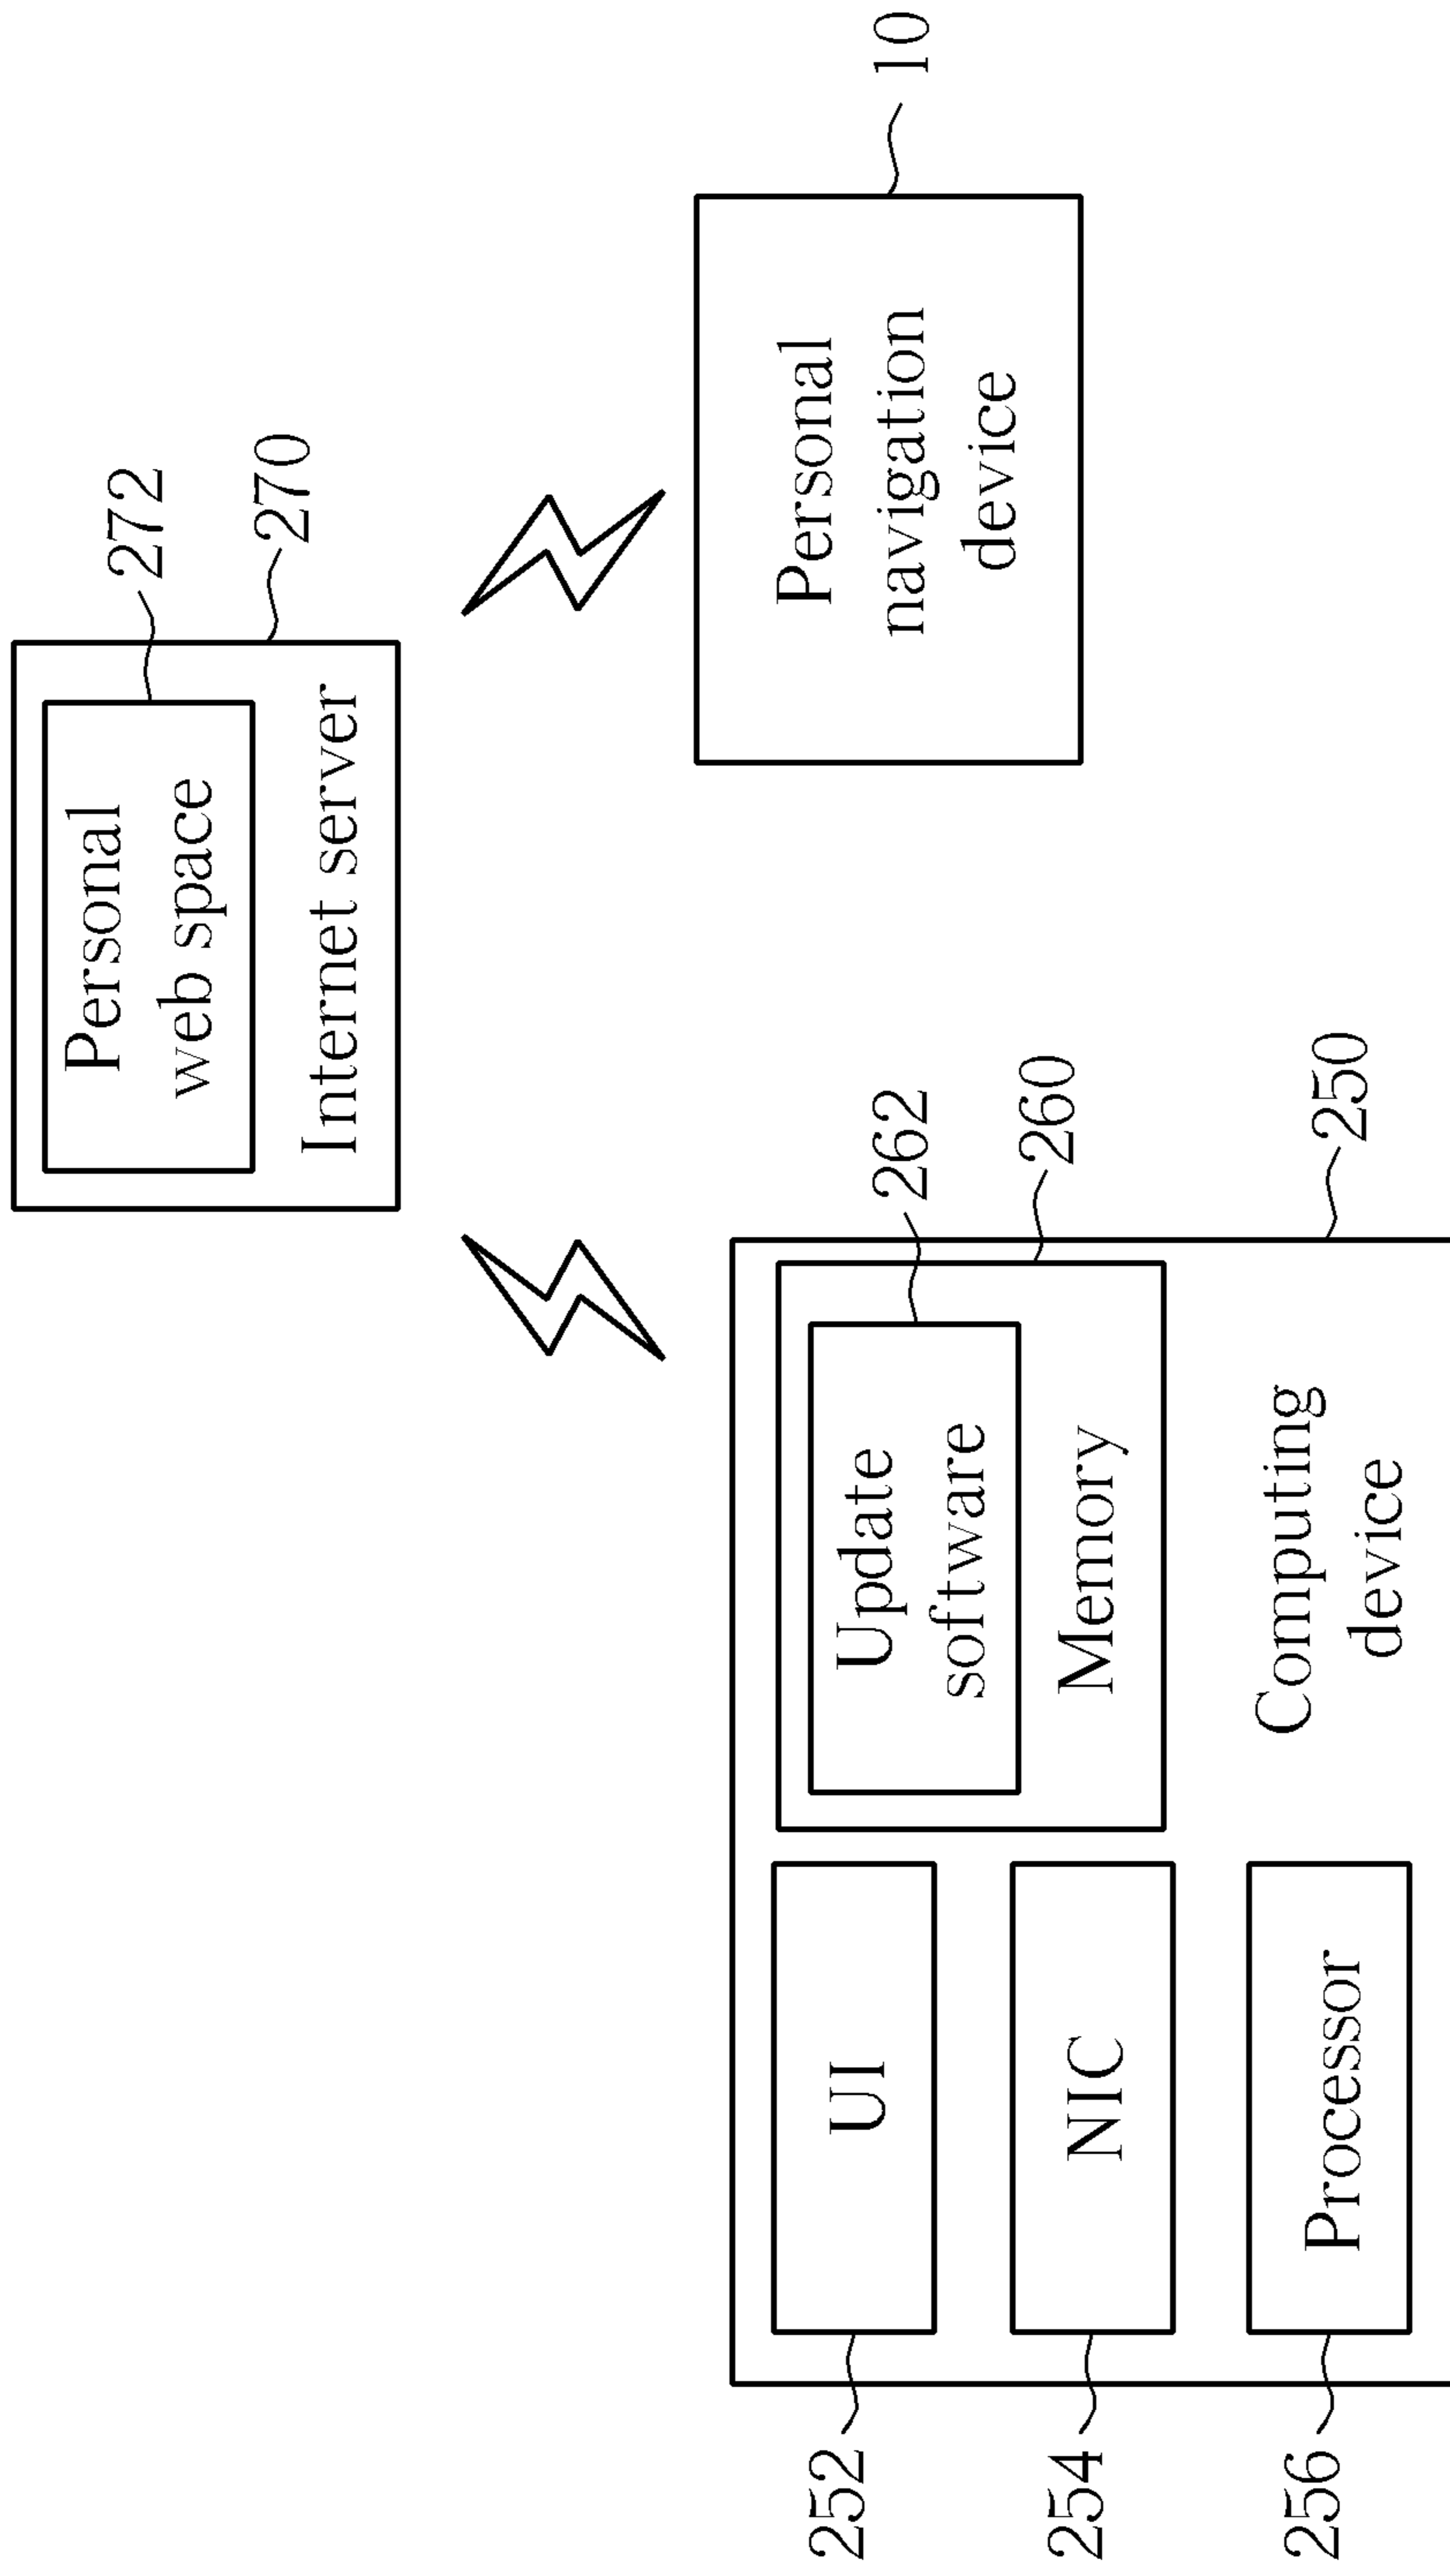 Personal
web space
272
Internet server
270
252
UI
Update
software
262
Personal
navigation
device
10
254
NIC
Memory
260
256
Processor
Computing
device
250